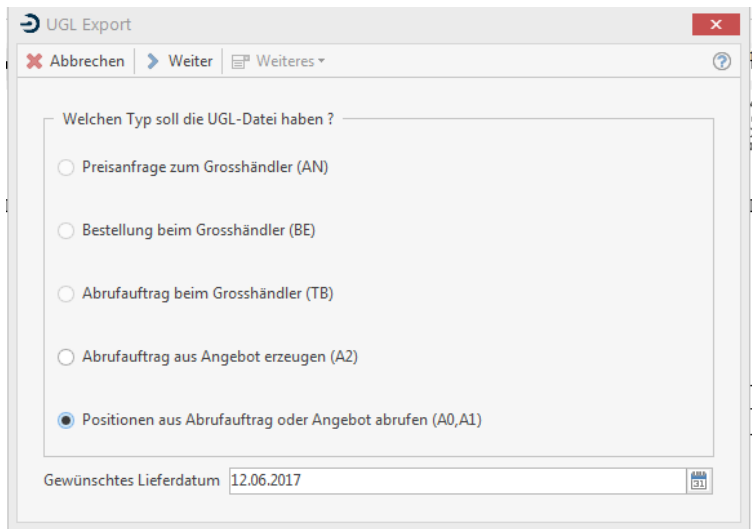 UGL Export
Abbrechen Weiter Weiteres
Welchen Typ soll die UGL-Datei haben ?
Preisanfrage zum Grosshändler (AN)
Bestellung beim Grosshändler (BE)
Abrufauftrag beim Grosshändler (TB)
Abrufauftrag aus Angebot erzeugen (A2)
Positionen aus Abrufauftrag oder Angebot abrufen (A0,A1)
Gewünschtes Lieferdatum 12.06.2017 31